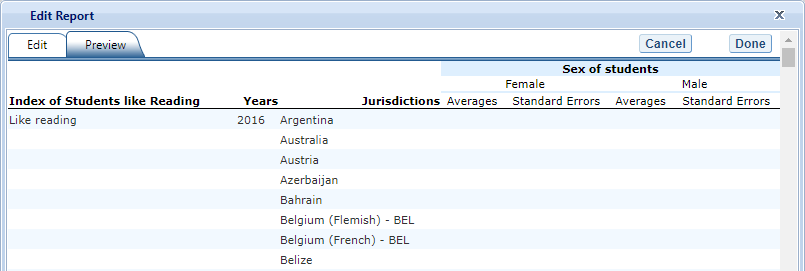 Edit Report
Edit Preview Cancel Done
Sex of students
Female Male
Index of Students like Reading Years Jurisdictions Averages Standard Errors Averages Standard Errors
Like reading 2016 Argentina
Australia
Austria
Azerbaijan
Bahrain
Belgium (Flemish) - BEL
Belgium (French) - BEL
Belize